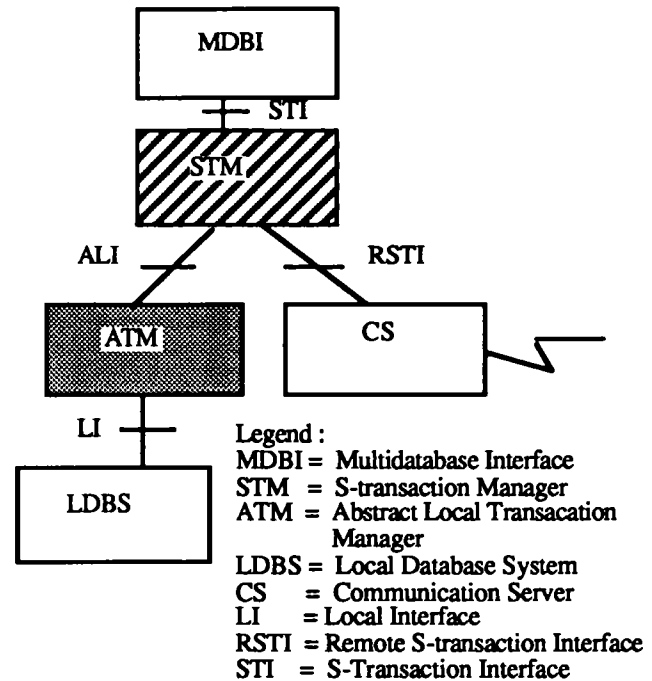 MDBI
STI
STM
ALI
RSTI
ATM
CS
LI
LDBS
Legend :
MDBI = Multidatabase Interface
STM = S-transaction Manager
ATM = Abstract Local Transacation
Manager
LDBS = Local Database System
CS = Communication Server
LI = Local Interface
RSTI = Remote S-transaction Interface
STI = S-Transaction Interface